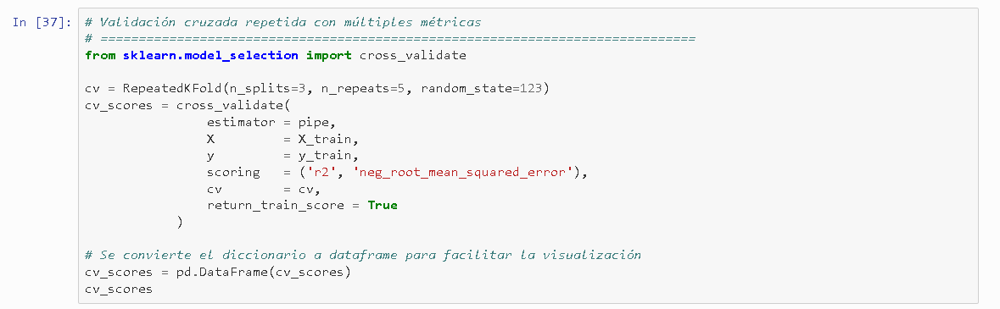 In [37]: # Validación cruzada repetida con múltiples métricas
# ==============================================================================
from sklearn.model_selection import cross_validate
cv = RepeatedKFold(n_splits=3, n_repeats=5, random_state=123)
cv_scores = cross_validate(
estimator = pipe,
X = X_train,
y = y_train,
scoring = ('r2', 'neg_root_mean_squared_error'),
cv = cv,
return_train_score = True
)
# Se convierte el diccionario a dataframe para facilitar la visualización
cv_scores = pd.DataFrame(cv_scores)
cv_scores